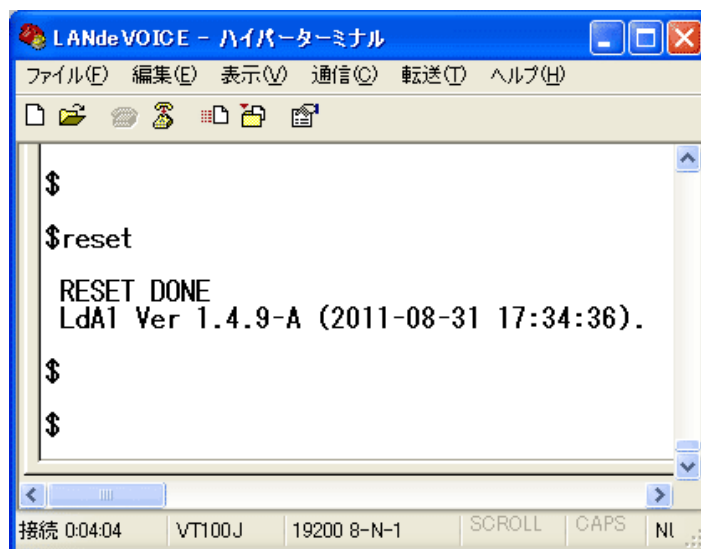 LANdeVOICE - ハイパーターミナル
ファイル(F) 編集(E) 表示(V) 通信(C) 転送(T) ヘルプ(H)
$
$reset
RESET DONE
LdA1 Ver 1.4.9-A (2011-08-31 17:34:36).
$
$
接続 0:04:04 VT100J 19200 8-N-1 SCROLL CAPS